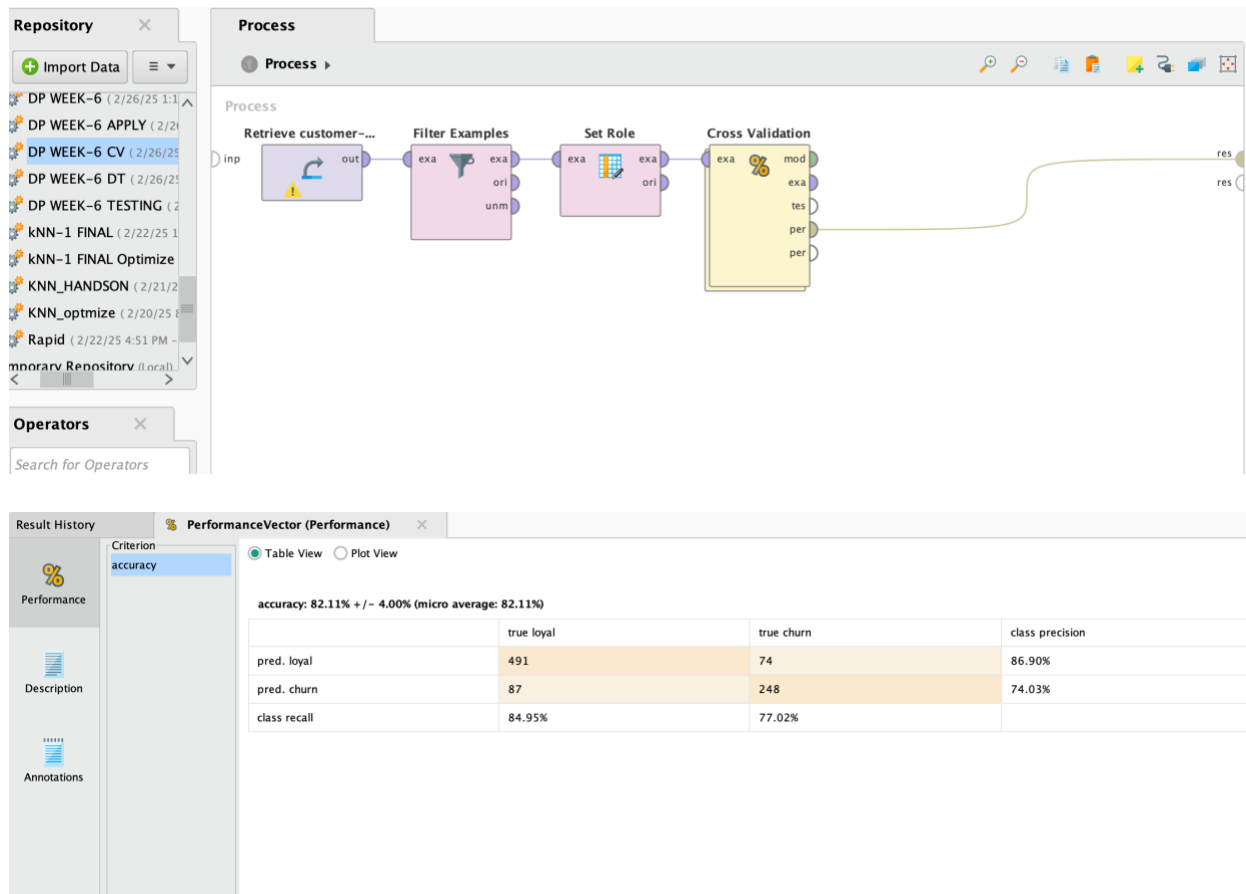 Repository
Process
Import Data
Process
DP WEEK-6 ( 2/26/25 1:1
DP WEEK-6 APPLY ( 2/2
DP WEEK-6 CV ( 2/26/25
DP WEEK-6 DT ( 2/26/25
DP WEEK-6 TESTING ( 2
kNN-1 FINAL ( 2/22/25 1
kNN-1 FINAL Optimize
KNN_HANDSON ( 2/21/2
KNN_optmize ( 2/20/25
Rapid ( 2/22/25 4:51 PM -
mporary Repository (Local)
Process
Retrieve customer-... Filter Examples Set Role Cross Validation
inp out exa exa exa exa exa mod res
ori ori exa res
unm tes
per
per
Operators
Search for Operators
Result History PerformanceVector (Performance)
Criterion
accuracy
Performance
Description
Annotations
Table View Plot View
accuracy: 82.11% +/- 4.00% (micro average: 82.11%)
true loyal true churn class precision
pred. loyal 491 74 86.90%
pred. churn 87 248 74.03%
class recall 84.95% 77.02%